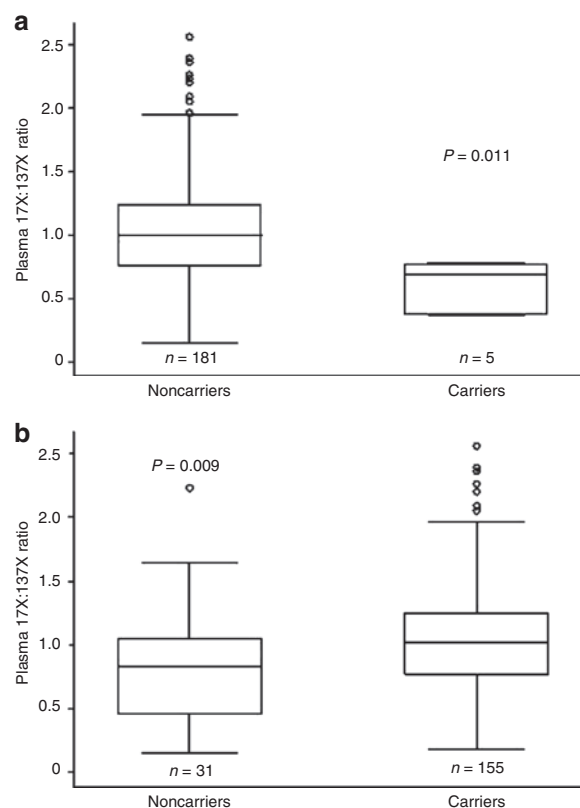 a
Plasma 17X:137X ratio
2.5
2.0
1.5
1.0
0.5
0
P = 0.011
n = 181
n = 5
Noncarriers
Carriers
b
Plasma 17X:137X ratio
2.5
2.0
1.5
1.0
0.5
0
P = 0.009
n = 31
n = 155
Noncarriers
Carriers